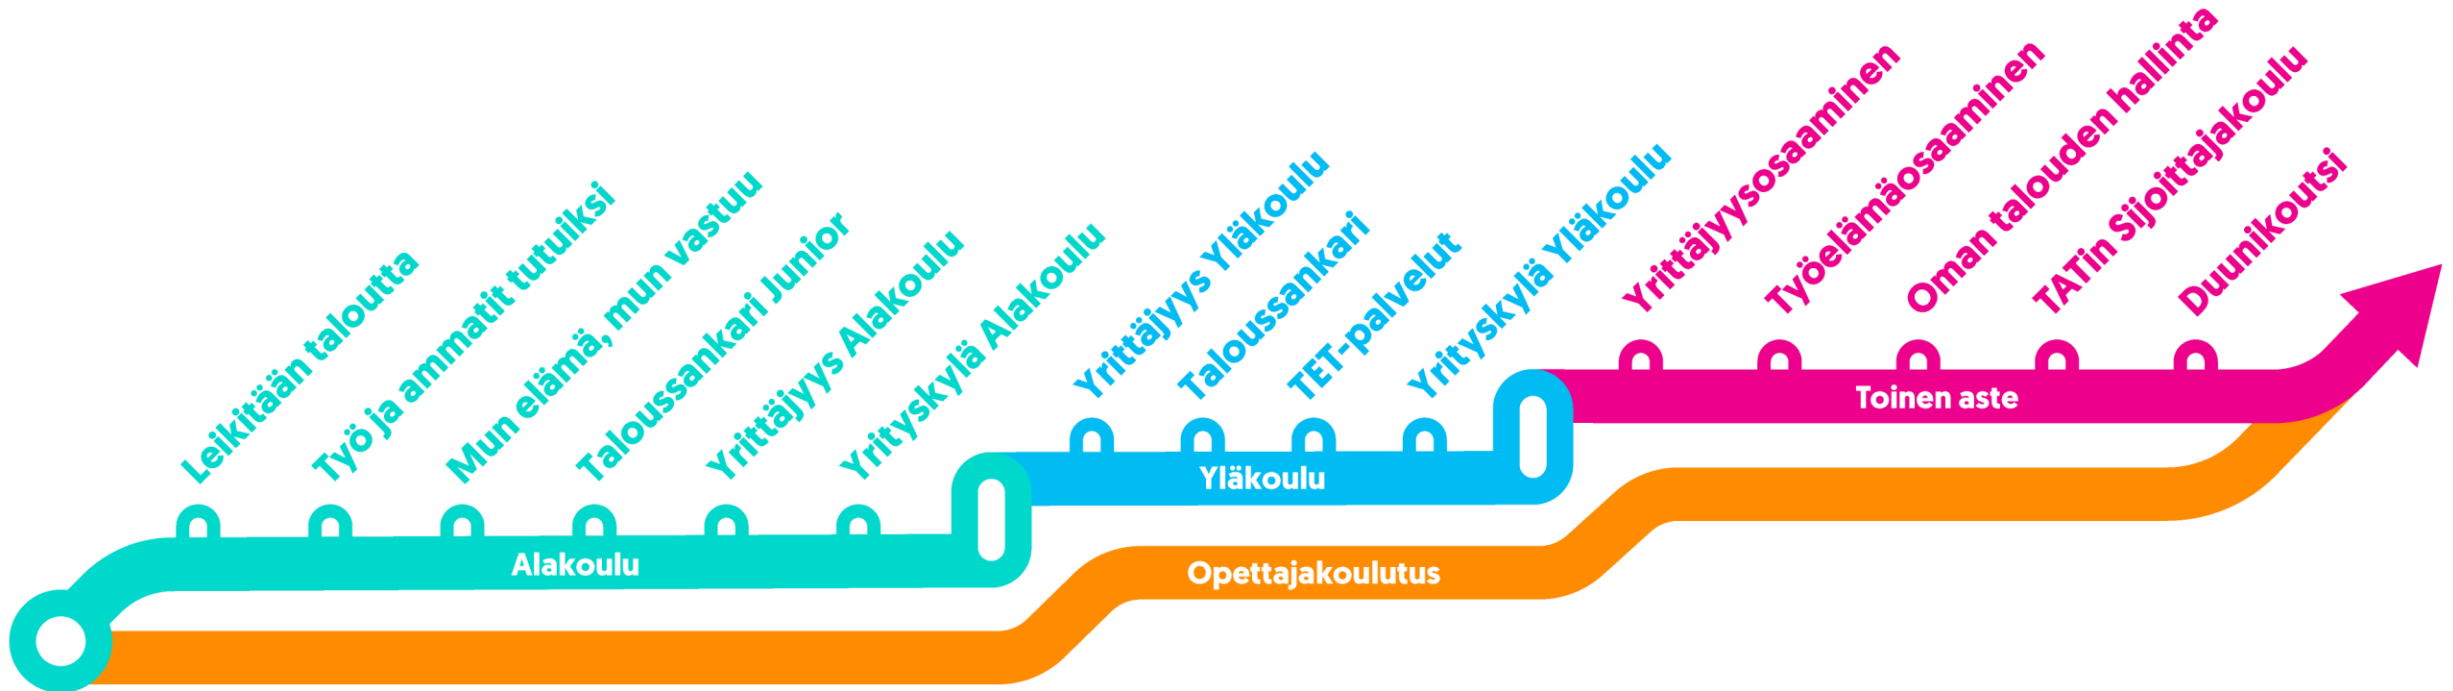 Leikitään taloutta
Työ ja ammatit tutuiksi
Mun elämä, mun vastuu
Taloussankari Junior
Yrittäjyys Alakoulu
Yrityskylä Alakoulu
Alakoulu
Yrittäjyys Yläkoulu
Taloussankari
TET-palvelut
Yrityskylä Yläkoulu
Yläkoulu
Yrittäjyysosaaminen
Työelämäosaaminen
Oman talouden hallinta
TATin Sijoittajakoulu
Duunikoutsi
Toinen aste
Opettajakoulutus